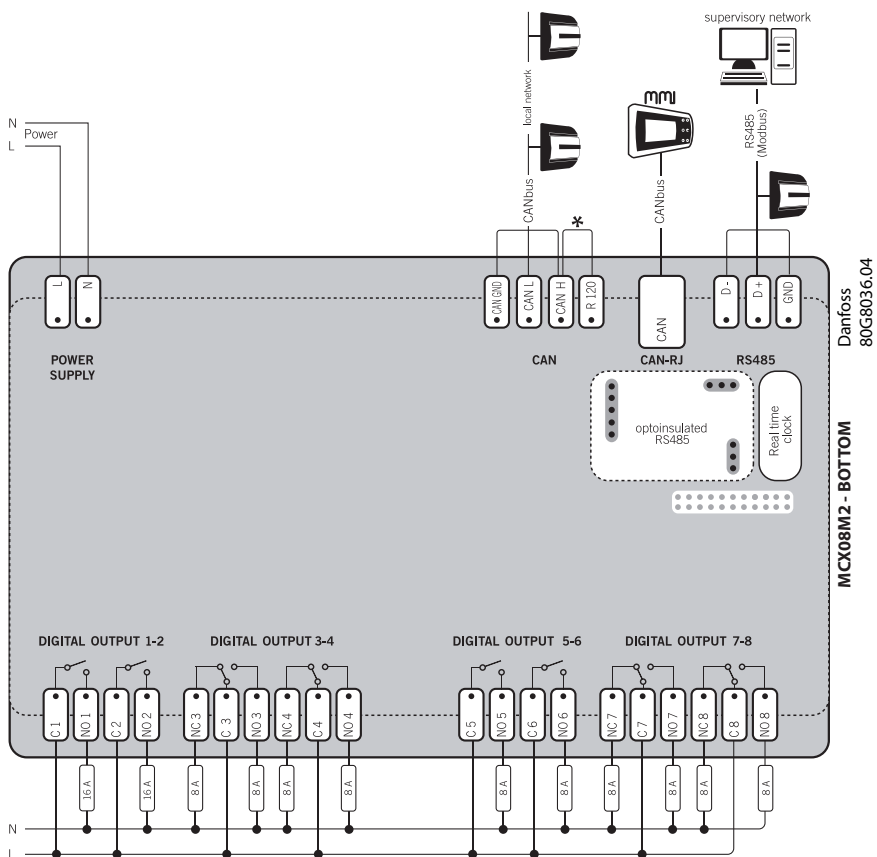 supervisory network
N
Power
L
local network
CANbus
mmi
CANbus
RS485
(Modbus)
*
L
N
CAN GND
CAN L
CAN H
R 120
CAN
D -
D +
GND
POWER
SUPPLY
CAN
CAN-RJ
RS485
optoinsulated
RS485
Real time
clock
Danfoss
80G8036.04
MCX08M2 - BOTTOM
DIGITAL OUTPUT 1-2
DIGITAL OUTPUT 3-4
DIGITAL OUTPUT 5-6
DIGITAL OUTPUT 7-8
C 1
NO 1
C 2
NO 2
NC 3
C 3
NO 3
NC 4
C 4
NO 4
C 5
NO 5
C 6
NO 6
NC 7
C 7
NO 7
NC 8
C 8
NO 8
16 A
16 A
8 A
8 A
8 A
8 A
8 A
8 A
8 A
8 A
8 A
8 A
N
L